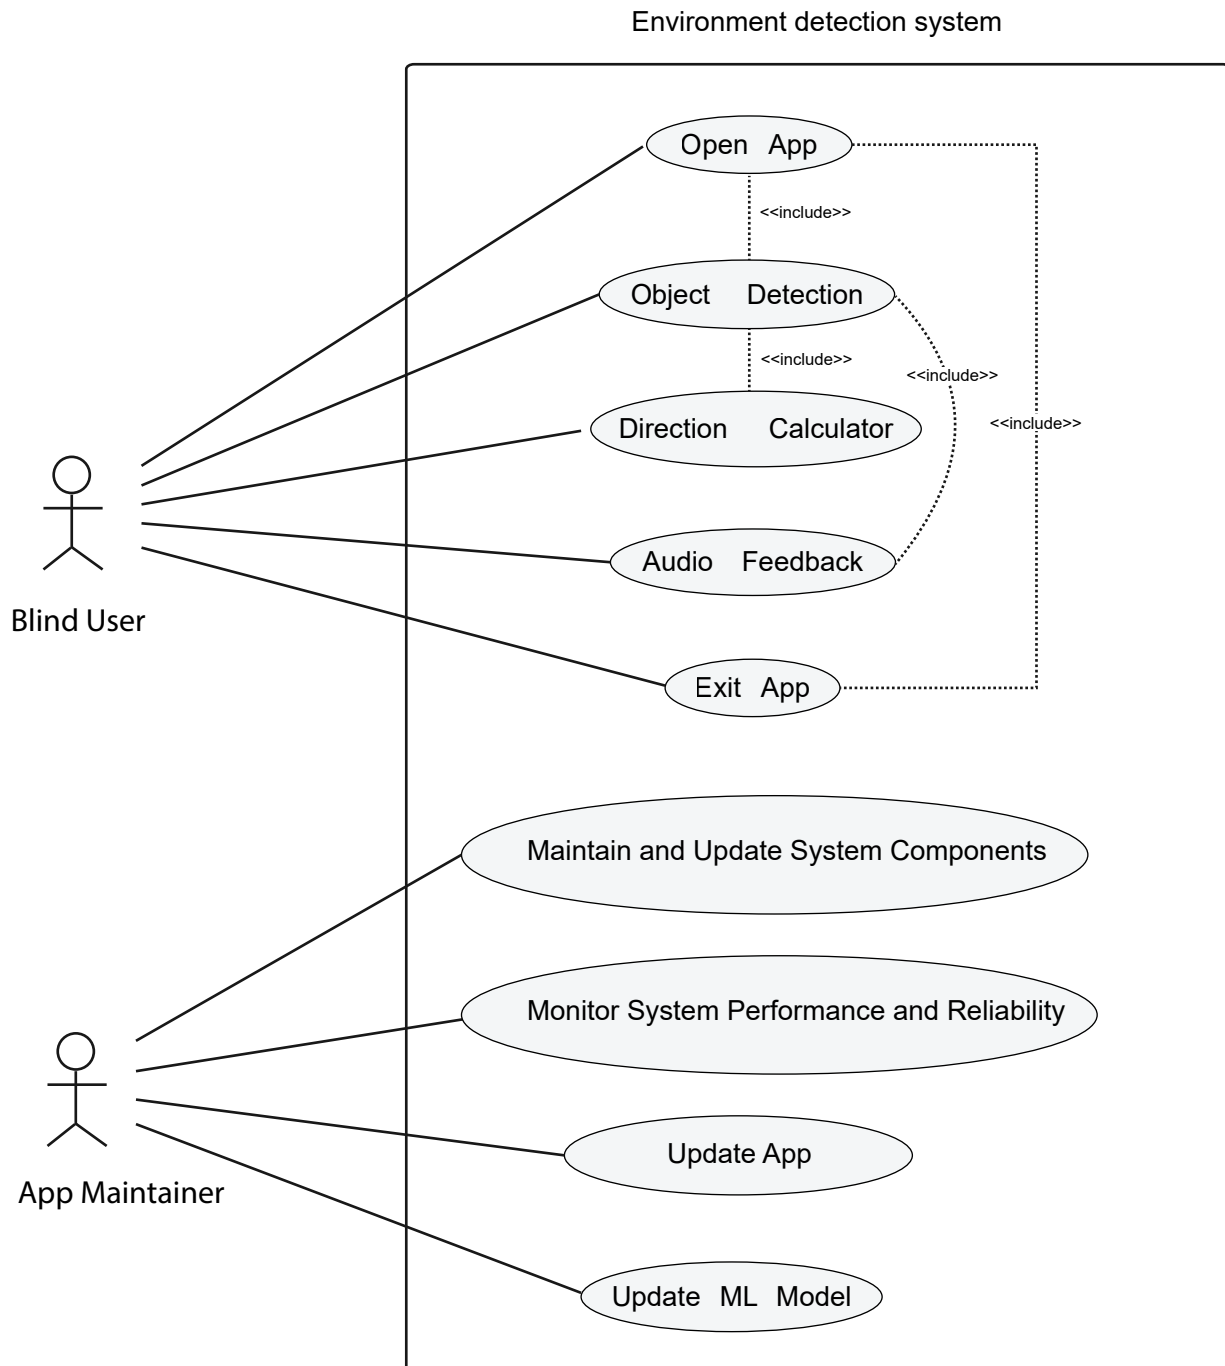 Environment detection system
Open App
<<include>>
Object Detection
<<include>>
<<include>>
<<include>>
Direction Calculator
Audio Feedback
Blind User
Exit App
Maintain and Update System Components
Monitor System Performance and Reliability
Update App
App Maintainer
Update ML Model